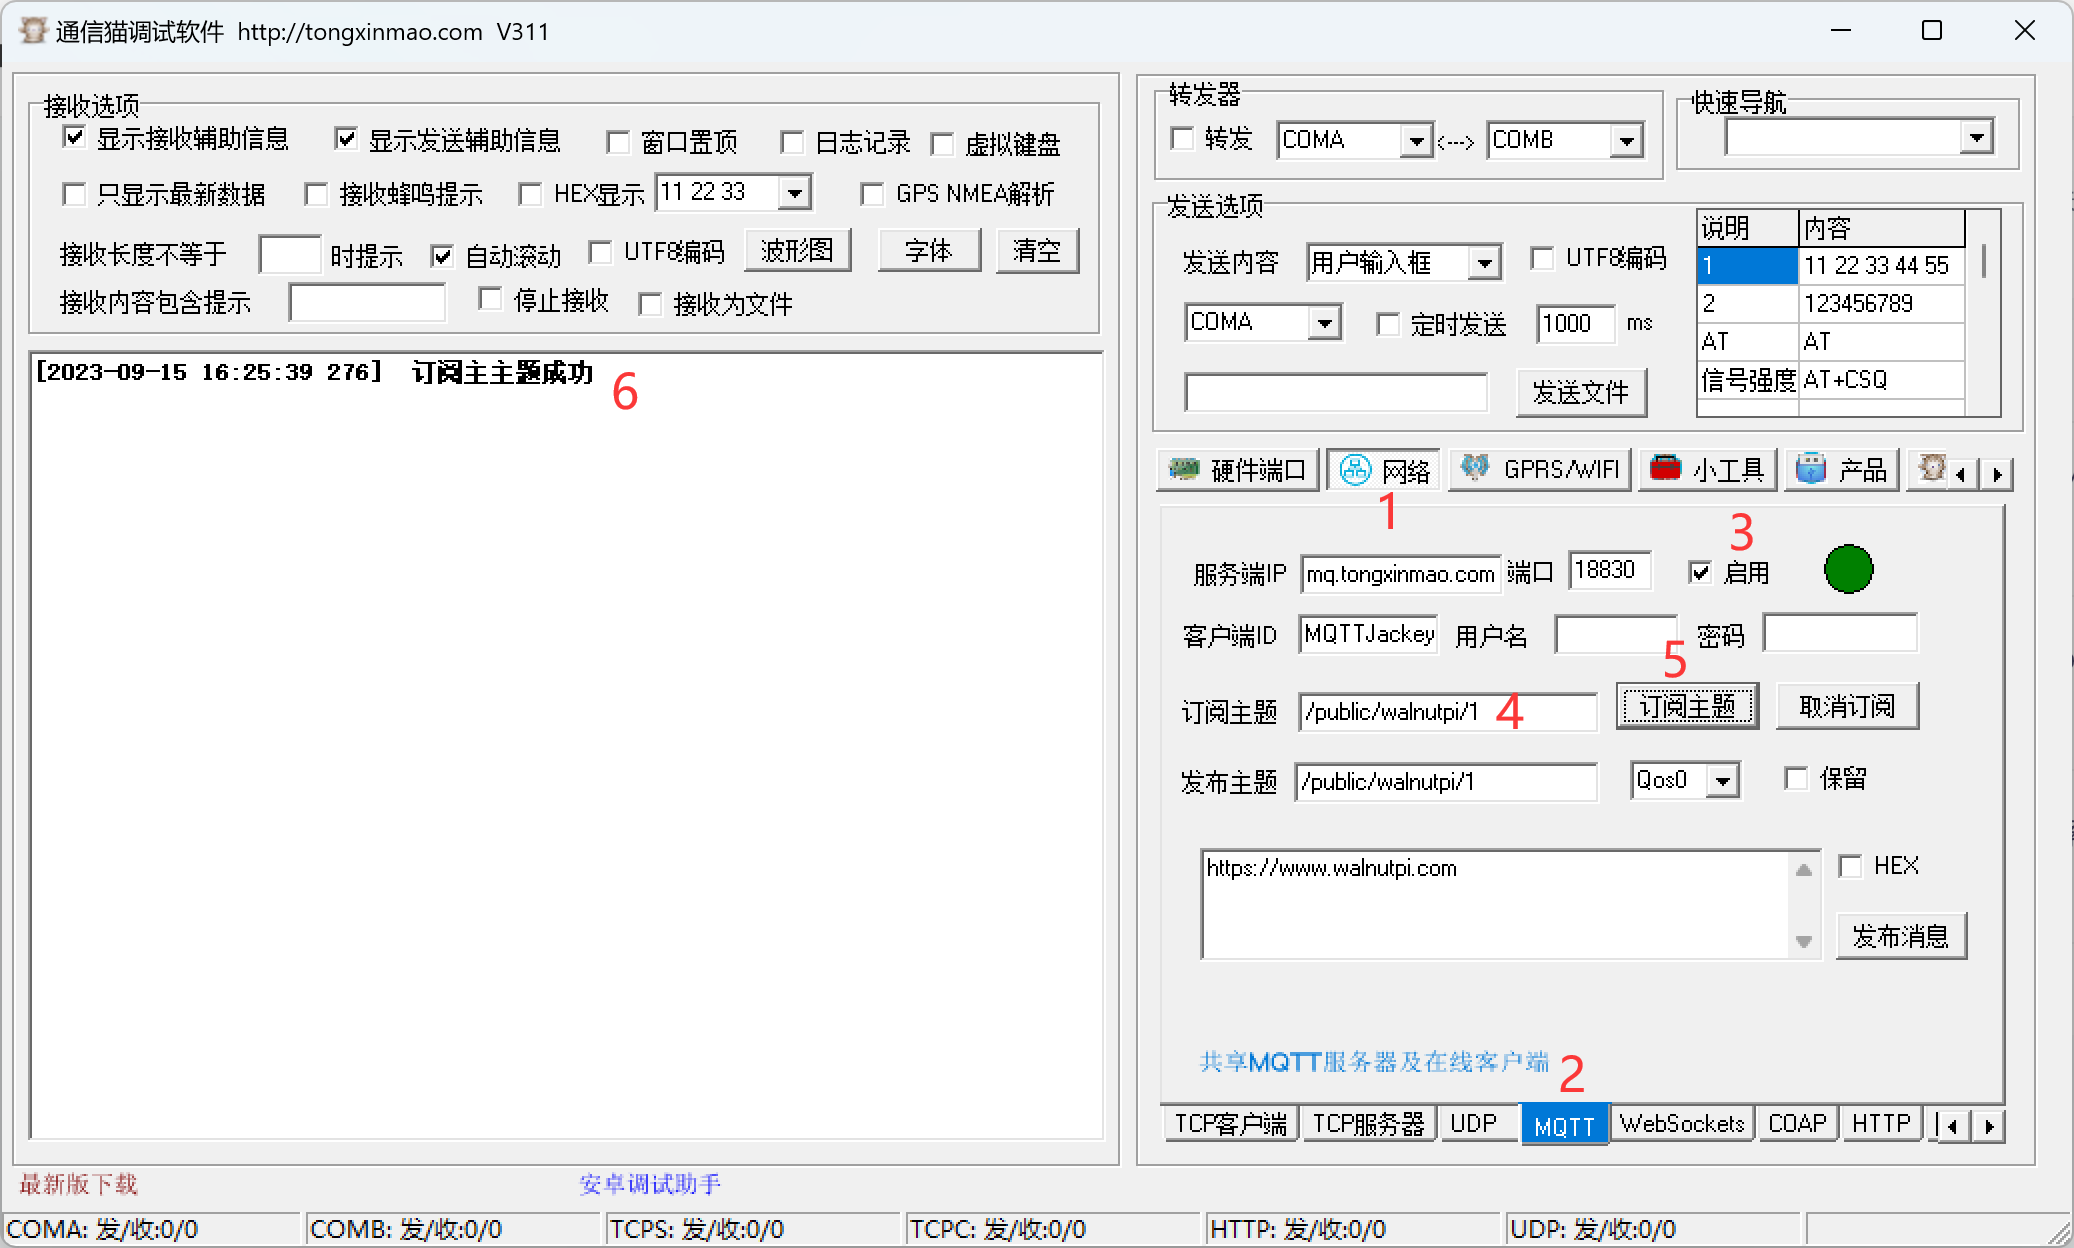 通信猫调试软件 http://tongxinmao.com V311
接收选项
显示接收辅助信息 显示发送辅助信息 窗口置顶 日志记录 虚拟键盘
只显示最新数据 接收蜂鸣提示 HEX显示 11 22 33 GPS NMEA解析
接收长度不等于 时提示 自动滚动 UTF8编码 波形图 字体 清空
接收内容包含提示 停止接收 接收为文件
[2023-09-15 16:25:39 276] 订阅主主题成功
6
转发器
转发 COMA <---> COMB
快速导航
发送选项
发送内容 用户输入框 UTF8编码
COMA 定时发送 1000 ms
发送文件
说明 内容
1 11 22 33 44 55
2 123456789
AT AT
信号强度 AT+CSQ
硬件端口 网络 GPRS/WIFI 小工具 产品
1
3
服务端IP mq.tongxinmao.com 端口 18830 启用
客户端ID MQTTJackey 用户名 密码
5
订阅主题 /public/walnutpi/1 4 订阅主题 取消订阅
发布主题 /public/walnutpi/1 Qos0 保留
https://www.walnutpi.com HEX
发布消息
共享MQTT服务器及在线客户端
2
TCP客户端 TCP服务器 UDP MQTT WebSockets COAP HTTP
最新版下载 安卓调试助手
COMA: 发/收:0/0 COMB: 发/收:0/0 TCPS: 发/收:0/0 TCPC: 发/收:0/0 HTTP: 发/收:0/0 UDP: 发/收:0/0